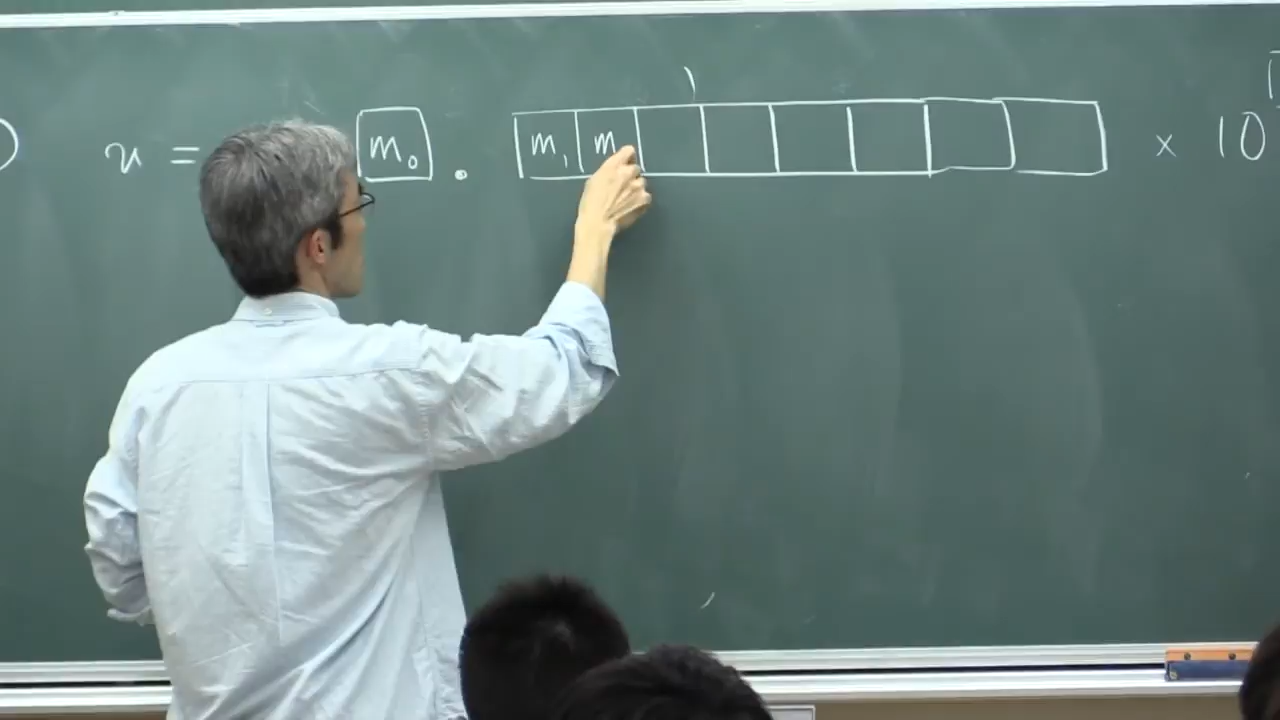 u = m₀ . m₁ m × 10